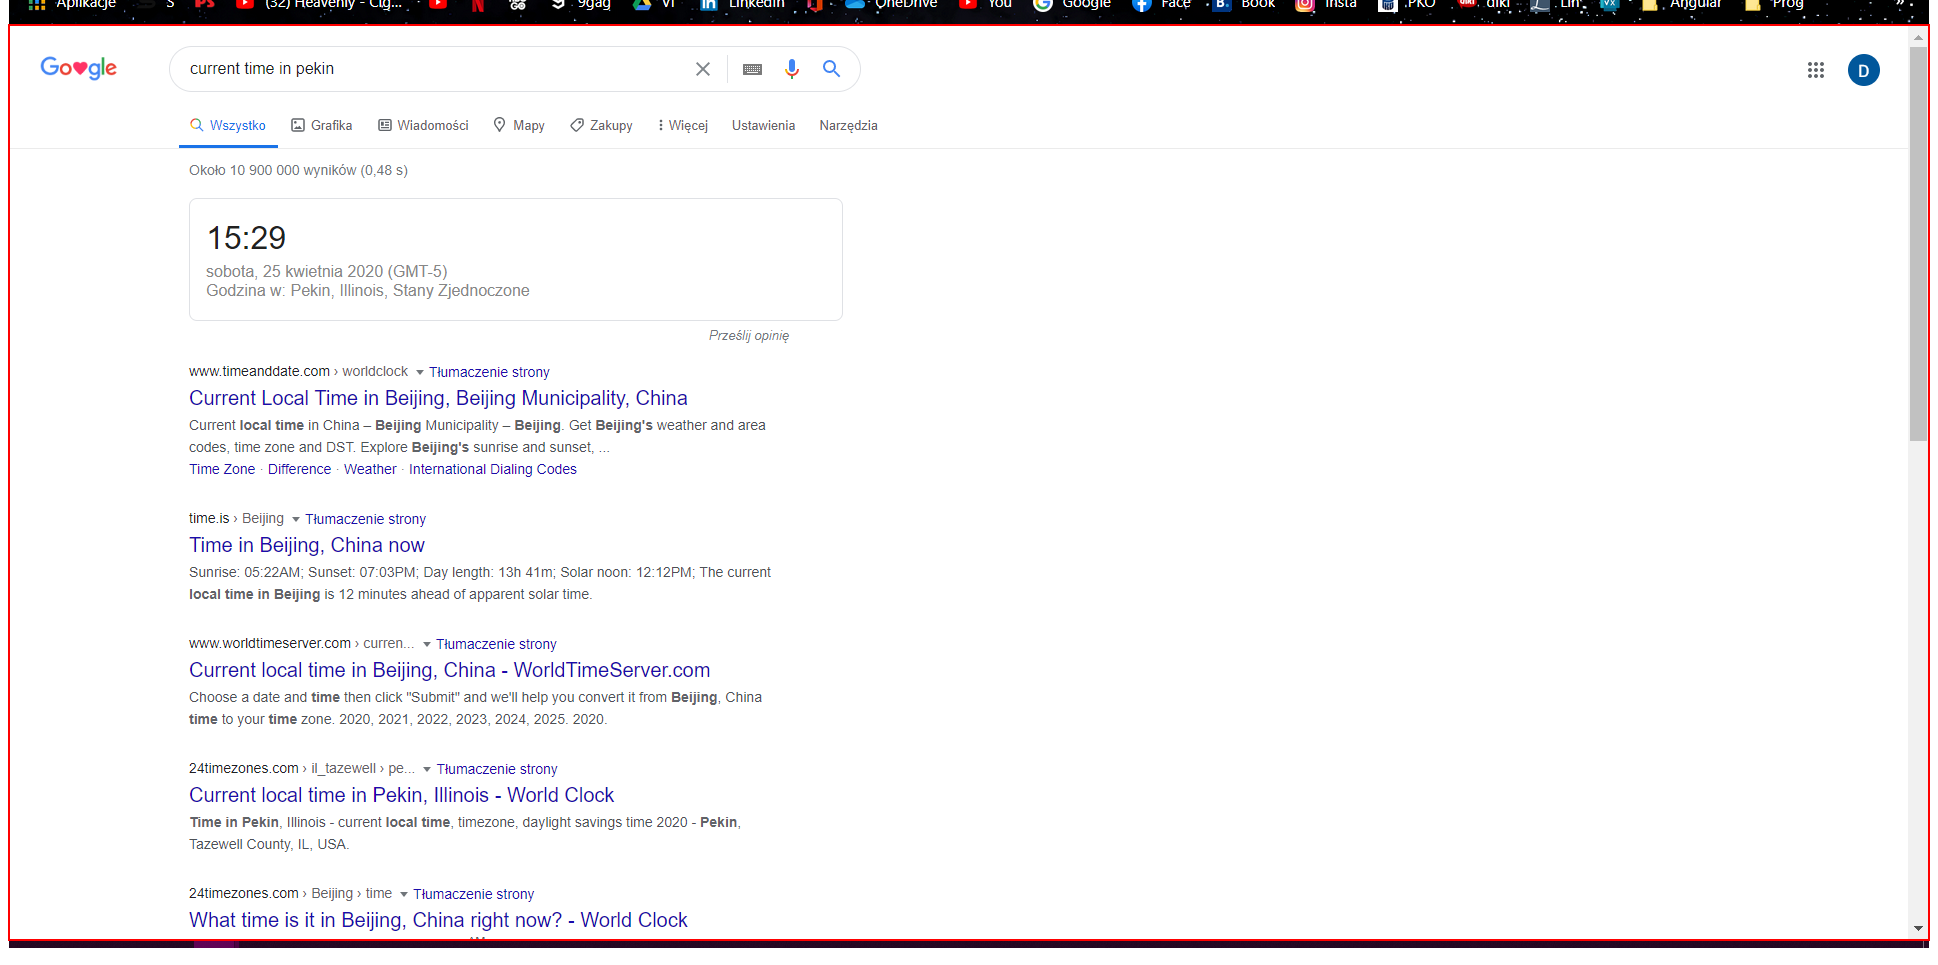 Aplikacje S (32) Heavenly - Cig... 9gag VI LinkedIn OneDrive You Google Face Book Insta .PKO diki Lin Angular Prog »
Google current time in pekin D
Wszystko Grafika Wiadomości Mapy Zakupy Więcej Ustawienia Narzędzia
Około 10 900 000 wyników (0,48 s)
15:29
sobota, 25 kwietnia 2020 (GMT-5)
Godzina w: Pekin, Illinois, Stany Zjednoczone
Prześlij opinię
www.timeanddate.com › worldclock Tłumaczenie strony
Current Local Time in Beijing, Beijing Municipality, China
Current local time in China – Beijing Municipality – Beijing. Get Beijing's weather and area
codes, time zone and DST. Explore Beijing's sunrise and sunset, ...
Time Zone · Difference · Weather · International Dialing Codes
time.is › Beijing Tłumaczenie strony
Time in Beijing, China now
Sunrise: 05:22AM; Sunset: 07:03PM; Day length: 13h 41m; Solar noon: 12:12PM; The current
local time in Beijing is 12 minutes ahead of apparent solar time.
www.worldtimeserver.com › curren... Tłumaczenie strony
Current local time in Beijing, China - WorldTimeServer.com
Choose a date and time then click "Submit" and we'll help you convert it from Beijing, China
time to your time zone. 2020, 2021, 2022, 2023, 2024, 2025. 2020.
24timezones.com › il_tazewell › pe... Tłumaczenie strony
Current local time in Pekin, Illinois - World Clock
Time in Pekin, Illinois - current local time, timezone, daylight savings time 2020 - Pekin,
Tazewell County, IL, USA.
24timezones.com › Beijing › time Tłumaczenie strony
What time is it in Beijing, China right now? - World Clock